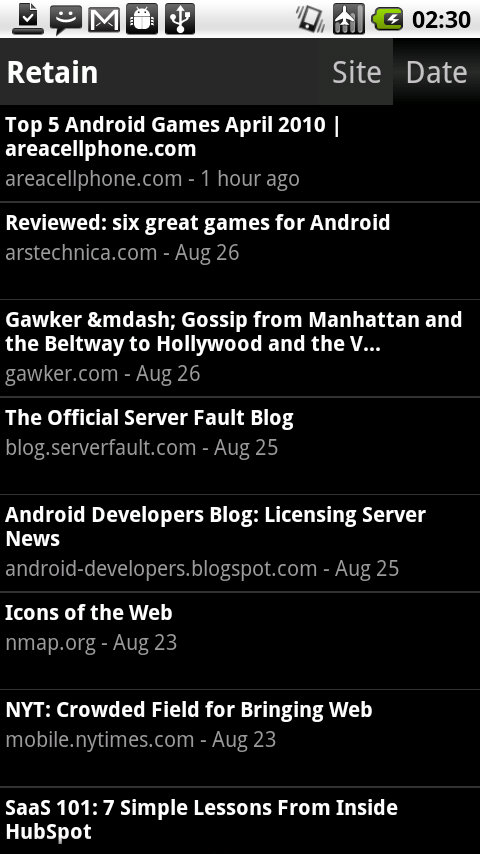 02:30
Retain Site Date
Top 5 Android Games April 2010 |
areacellphone.com
areacellphone.com - 1 hour ago
Reviewed: six great games for Android
arstechnica.com - Aug 26
Gawker &mdash; Gossip from Manhattan and
the Beltway to Hollywood and the V...
gawker.com - Aug 26
The Official Server Fault Blog
blog.serverfault.com - Aug 25
Android Developers Blog: Licensing Server
News
android-developers.blogspot.com - Aug 25
Icons of the Web
nmap.org - Aug 23
NYT: Crowded Field for Bringing Web
mobile.nytimes.com - Aug 23
SaaS 101: 7 Simple Lessons From Inside
HubSpot